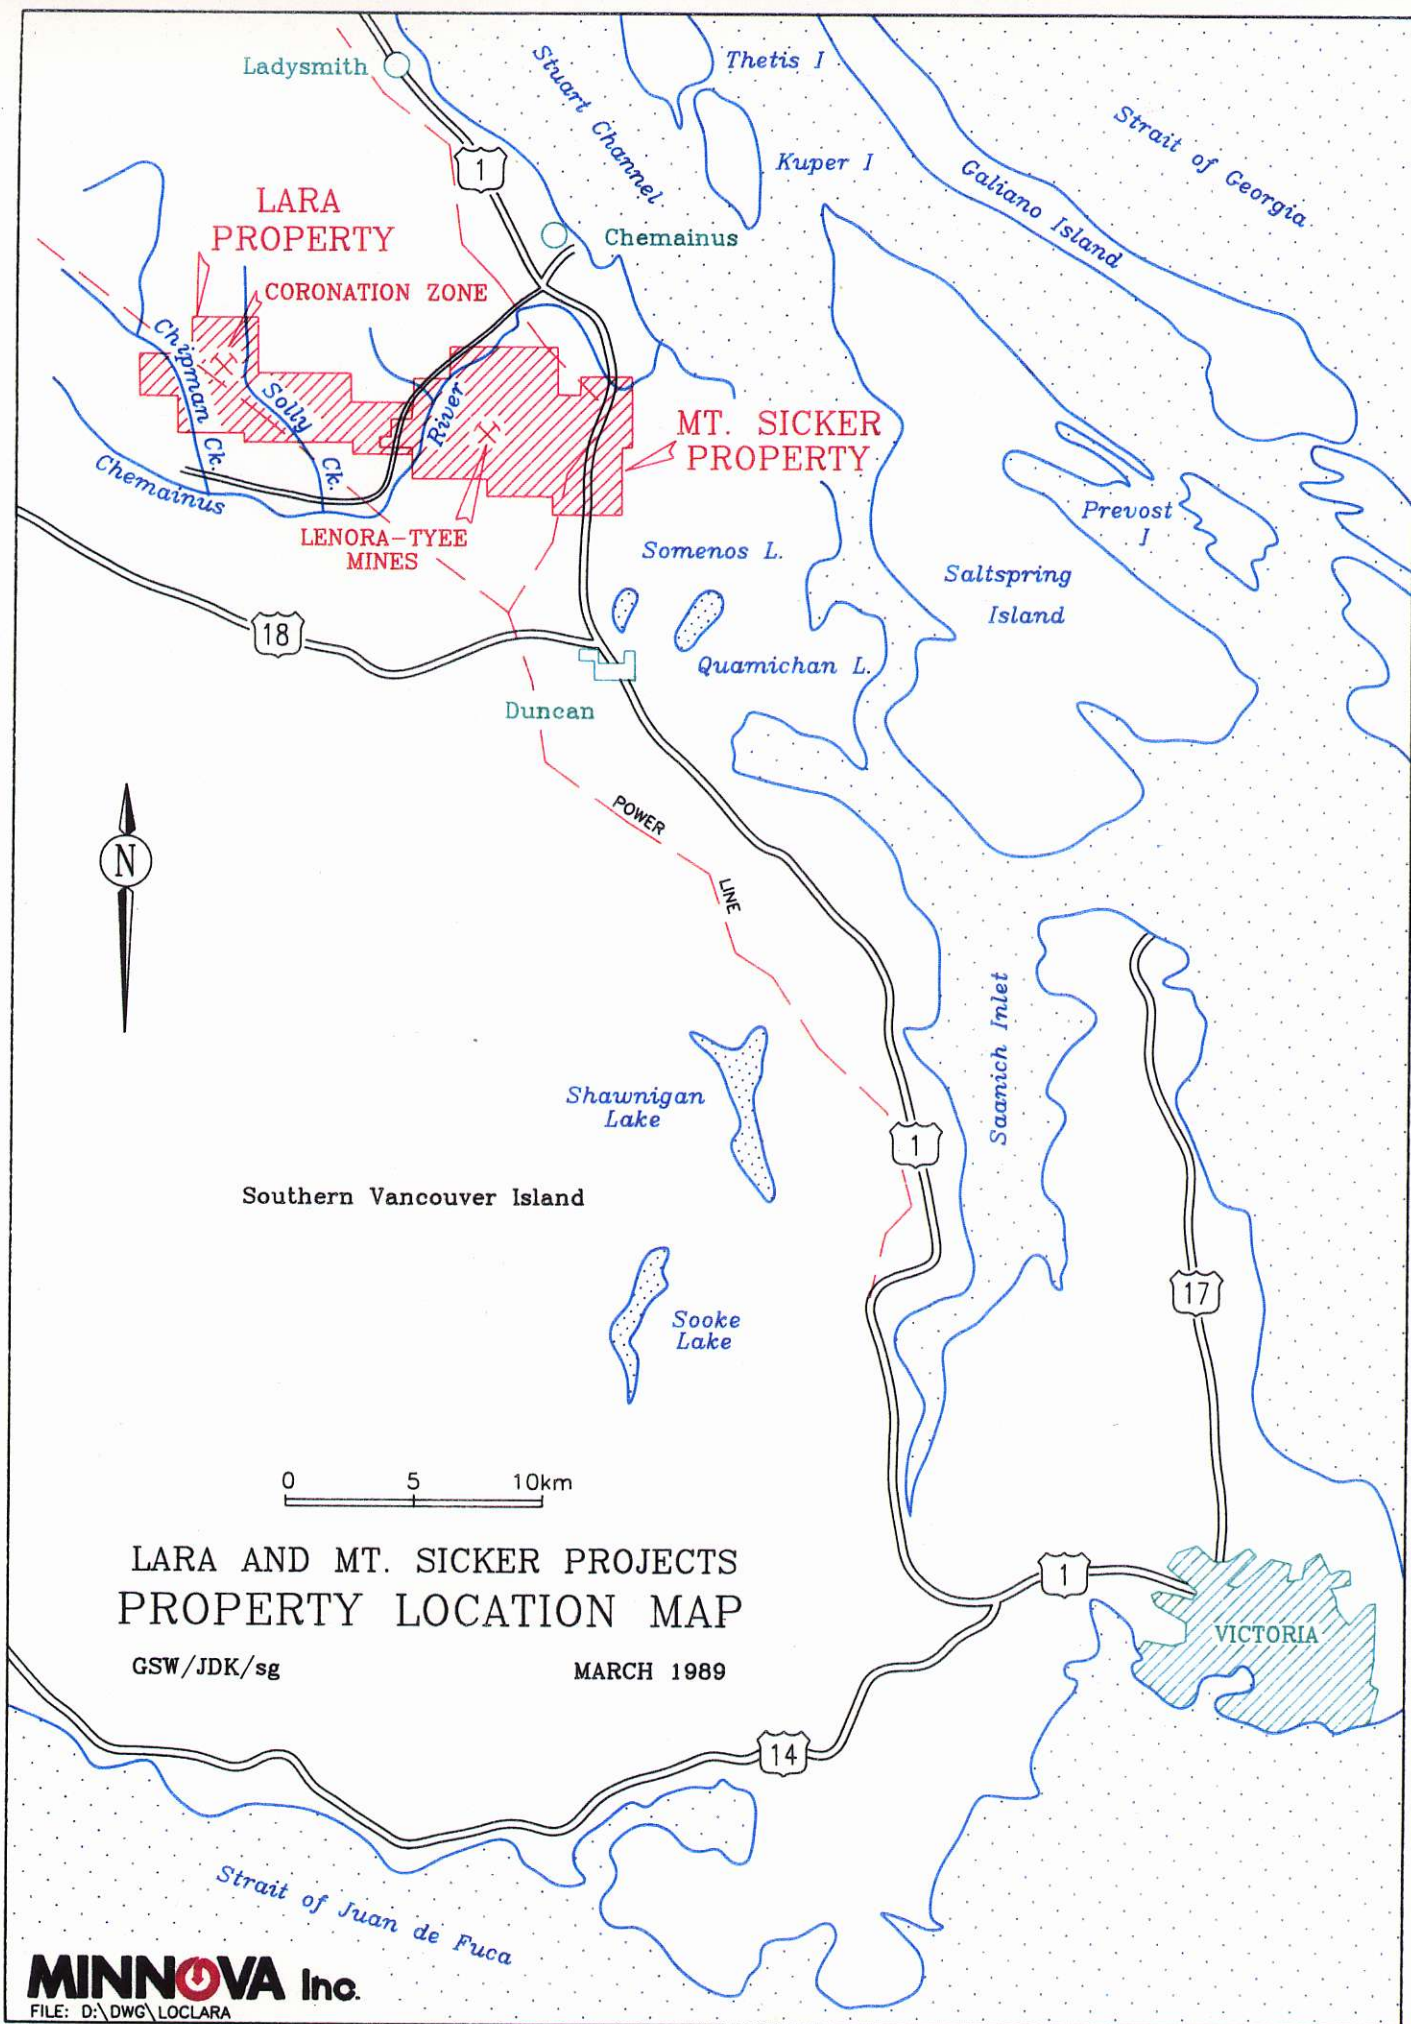 Ladysmith
Stuart Channel
Thetis I
Strait of Georgia
1
Kuper I
Galiano Island
LARA
PROPERTY
Chemainus
CORONATION ZONE
Chipman Ck.
Solly Ck.
River
MT. SICKER
PROPERTY
Chemainus
LENORA-TYEE
MINES
Prevost
I
Somenos L.
Saltspring
Island
18
Quamichan L.
Duncan
POWER
LINE
N
Saanich Inlet
Shawnigan
Lake
1
Southern Vancouver Island
17
Sooke
Lake
0 5 10km
LARA AND MT. SICKER PROJECTS
PROPERTY LOCATION MAP
GSW/JDK/sg MARCH 1989
1
VICTORIA
14
Strait of Juan de Fuca
MINNOVA Inc.
FILE: D:\DWG\LOCLARA